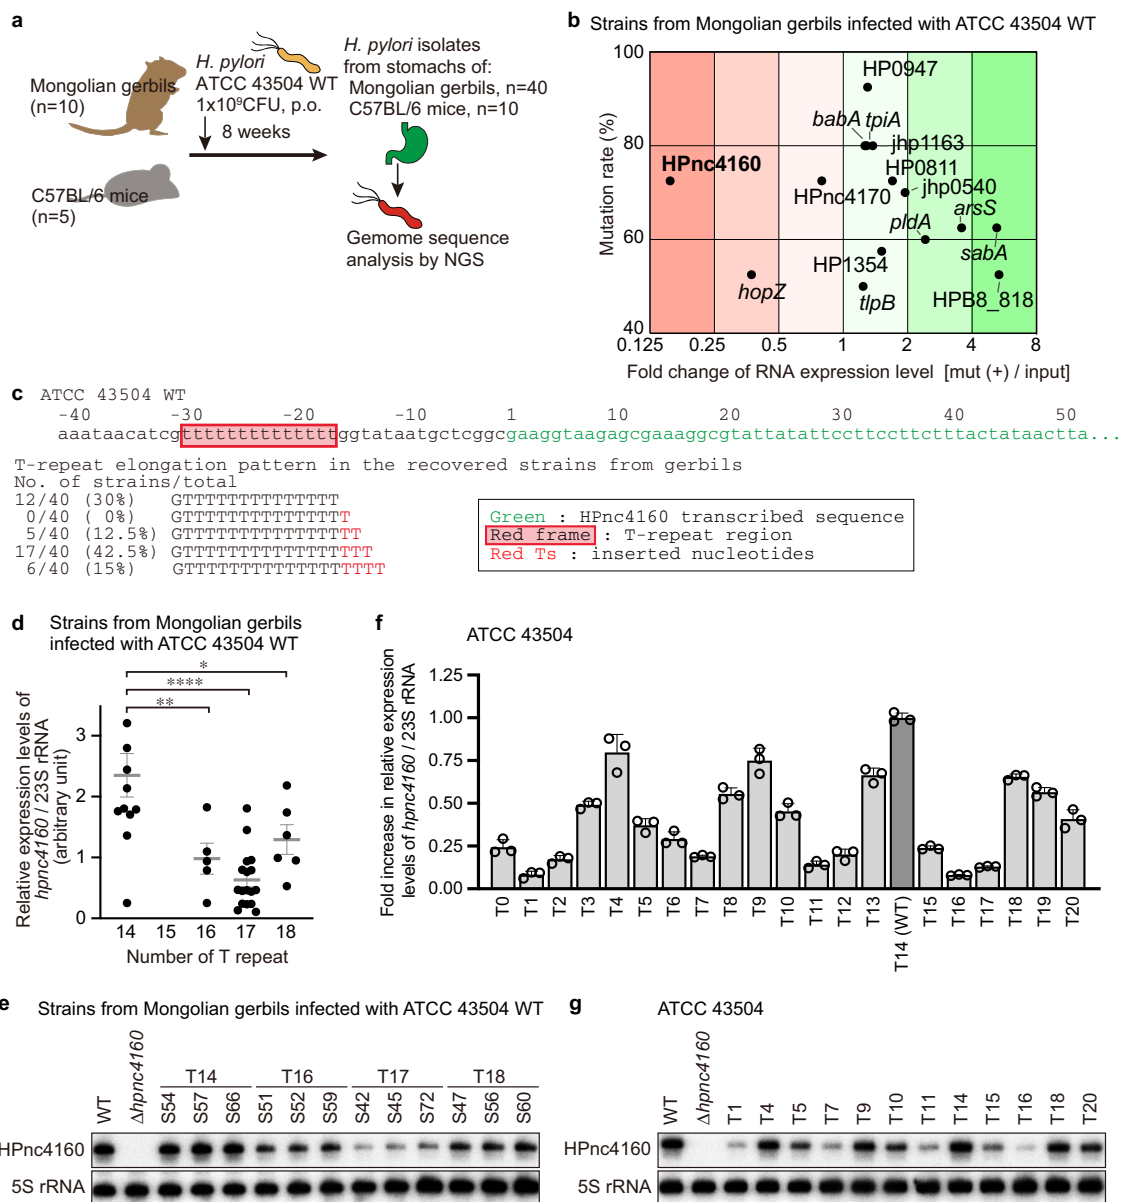 a
H. pylori
ATCC 43504 WT
1x10⁹CFU, p.o.
8 weeks
Mongolian gerbils
(n=10)
C57BL/6 mice
(n=5)
H. pylori isolates
from stomachs of:
Mongolian gerbils, n=40
C57BL/6 mice, n=10
Gemome sequence
analysis by NGS
b Strains from Mongolian gerbils infected with ATCC 43504 WT
Mutation rate (%)
100
80
60
40
HP0947
babA tpiA
jhp1163
HPnc4160
HP0811
HPnc4170
jhp0540
arsS
pldA
sabA
HP1354
hopZ
tlpB
HPB8_818
0.125 0.25 0.5 1 2 4 8
Fold change of RNA expression level [mut (+) / input]
c ATCC 43504 WT
-40 -30 -20 -10 1 10 20 30 40 50
aaataacatcgttttttttttttttggtataatgctcggcgaaggtaagagcgaaaggcgtattatattccttccttctttactataactta...
T-repeat elongation pattern in the recovered strains from gerbils
No. of strains/total
12/40 (30%) GTTTTTTTTTTTTTT
0/40 ( 0%) GTTTTTTTTTTTTTTT
5/40 (12.5%) GTTTTTTTTTTTTTTTT
17/40 (42.5%) GTTTTTTTTTTTTTTTTT
6/40 (15%) GTTTTTTTTTTTTTTTTTT
Green : HPnc4160 transcribed sequence
Red frame : T-repeat region
Red Ts : inserted nucleotides
d Strains from Mongolian gerbils
infected with ATCC 43504 WT
Relative expression levels of
hpnc4160 / 23S rRNA
(arbitrary unit)
*
****
**
3
2
1
0
14 15 16 17 18
Number of T repeat
f ATCC 43504
Fold increase in relative expression
levels of hpnc4160 / 23S rRNA
1.25
1.00
0.75
0.50
0.25
0.00
T0 T1 T2 T3 T4 T5 T6 T7 T8 T9 T10 T11 T12 T13 T14 (WT) T15 T16 T17 T18 T19 T20
e Strains from Mongolian gerbils infected with ATCC 43504 WT
T14 T16 T17 T18
WT Δhpnc4160 S54 S57 S66 S51 S52 S59 S42 S45 S72 S47 S56 S60
HPnc4160
5S rRNA
g ATCC 43504
WT Δhpnc4160 T1 T4 T5 T7 T9 T10 T11 T14 T15 T16 T18 T20
HPnc4160
5S rRNA